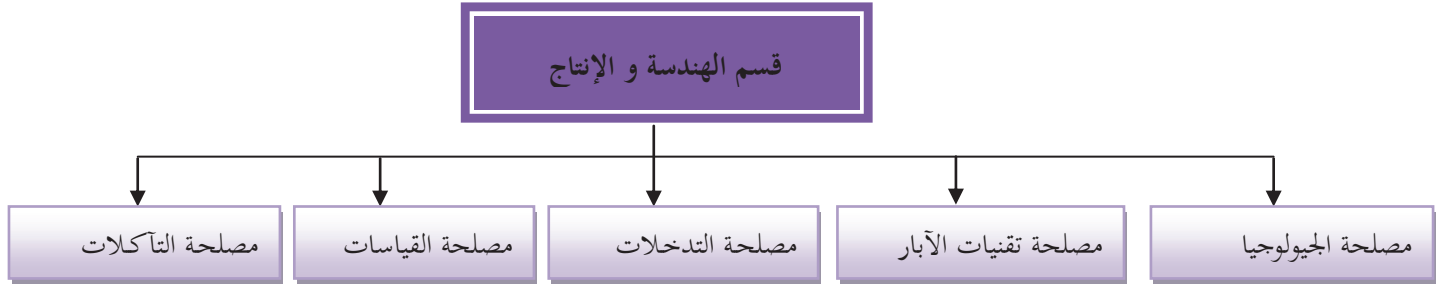 قسم الهندسة و الإنتاج
مصلحة الجيولوجيا
مصلحة تقنيات الآبار
مصلحة التدخلات
مصلحة القياسات
مصلحة التآكلات